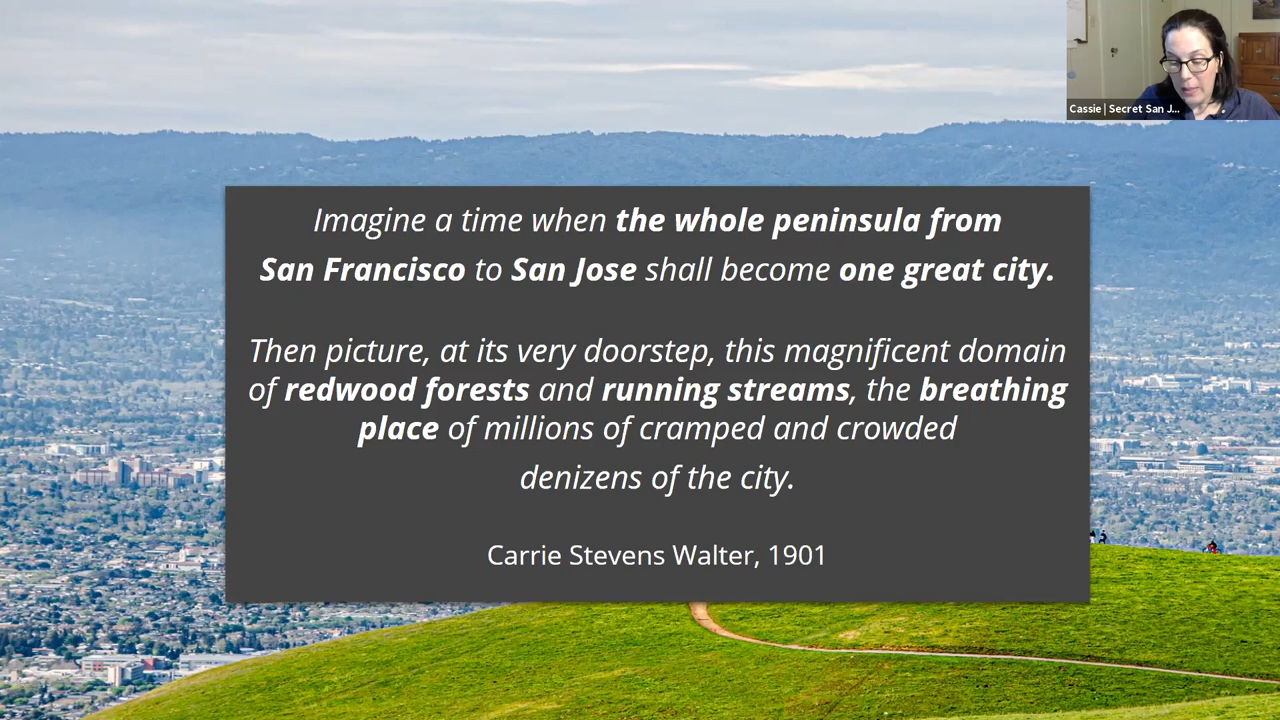 Cassie | Secret San J...
Imagine a time when the whole peninsula from
San Francisco to San Jose shall become one great city.
Then picture, at its very doorstep, this magnificent domain
of redwood forests and running streams, the breathing
place of millions of cramped and crowded
denizens of the city.
Carrie Stevens Walter, 1901